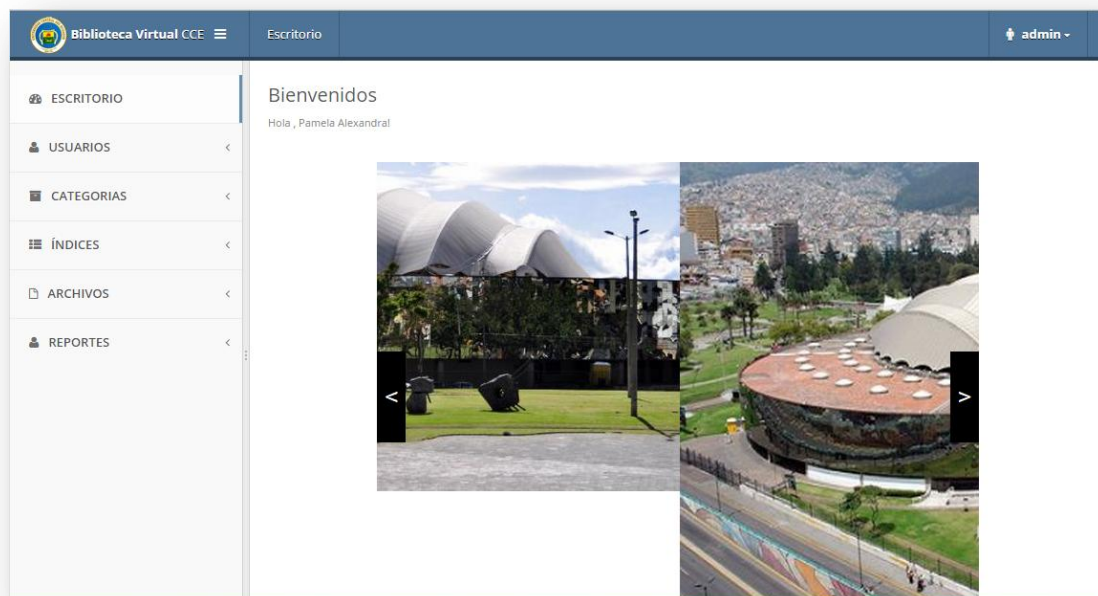 Biblioteca Virtual CCE
Escritorio
admin
ESCRITORIO
USUARIOS
CATEGORIAS
ÍNDICES
ARCHIVOS
REPORTES
Bienvenidos
Hola , Pamela Alexandra!
<
>